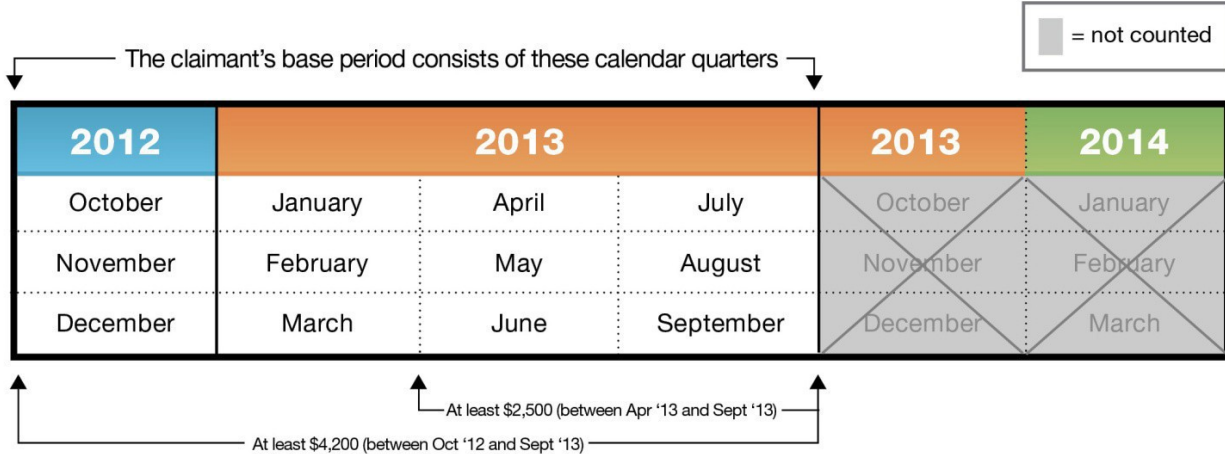 = not counted
The claimant’s base period consists of these calendar quarters
2012 2013 2013 2014
October January April July October January
November February May August November February
December March June September December March
At least $2,500 (between Apr ‘13 and Sept ‘13)
At least $4,200 (between Oct ‘12 and Sept ‘13)